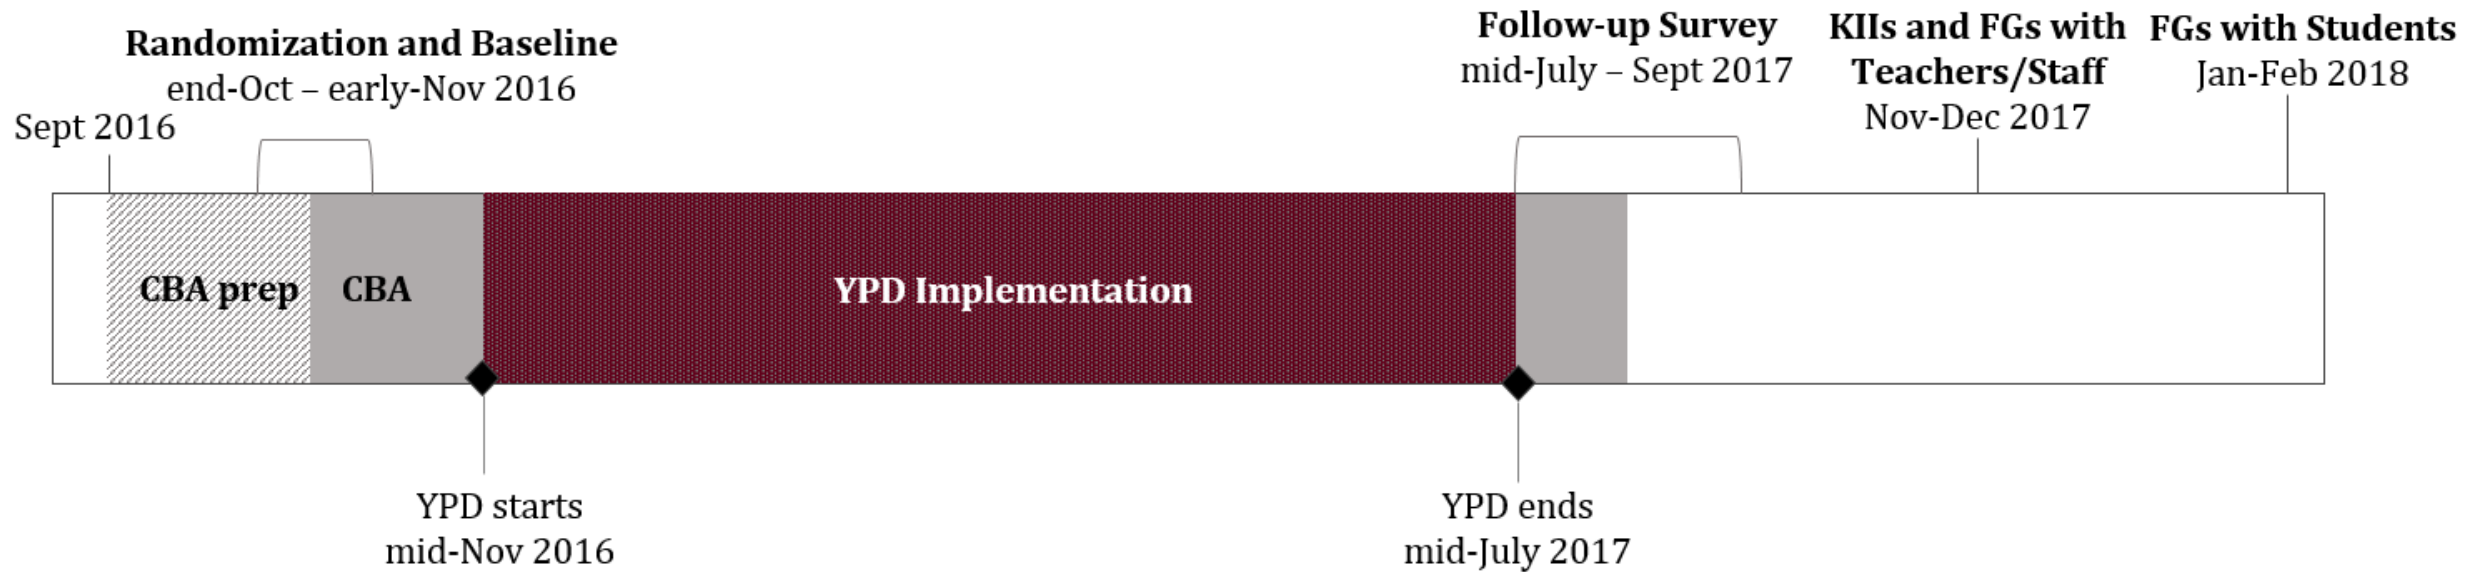 Randomization and Baseline
end-Oct – early-Nov 2016
Sept 2016
Follow-up Survey
mid-July – Sept 2017
KIIs and FGs with
Teachers/Staff
Nov-Dec 2017
FGs with Students
Jan-Feb 2018
CBA prep
CBA
YPD Implementation
YPD starts
mid-Nov 2016
YPD ends
mid-July 2017